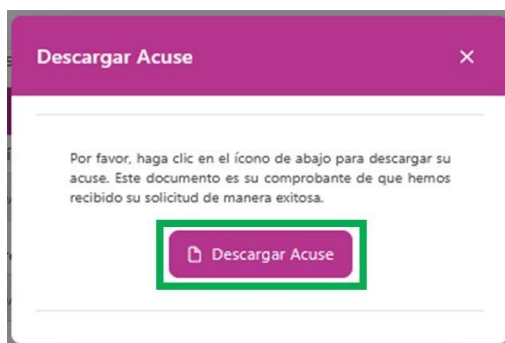 Descargar Acuse
Por favor, haga clic en el ícono de abajo para descargar su
acuse. Este documento es su comprobante de que hemos
recibido su solicitud de manera exitosa.
Descargar Acuse